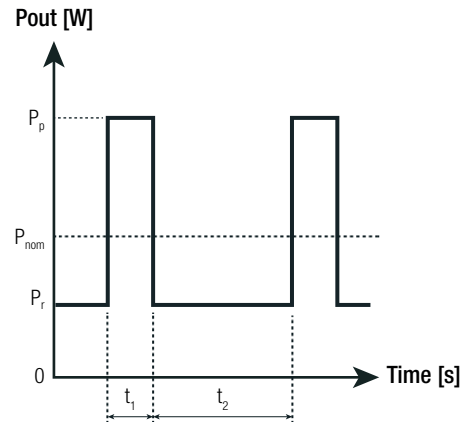 Pout [W]
Pₚ
Pnom
Pᵣ
0
Time [s]
t₁
t₂